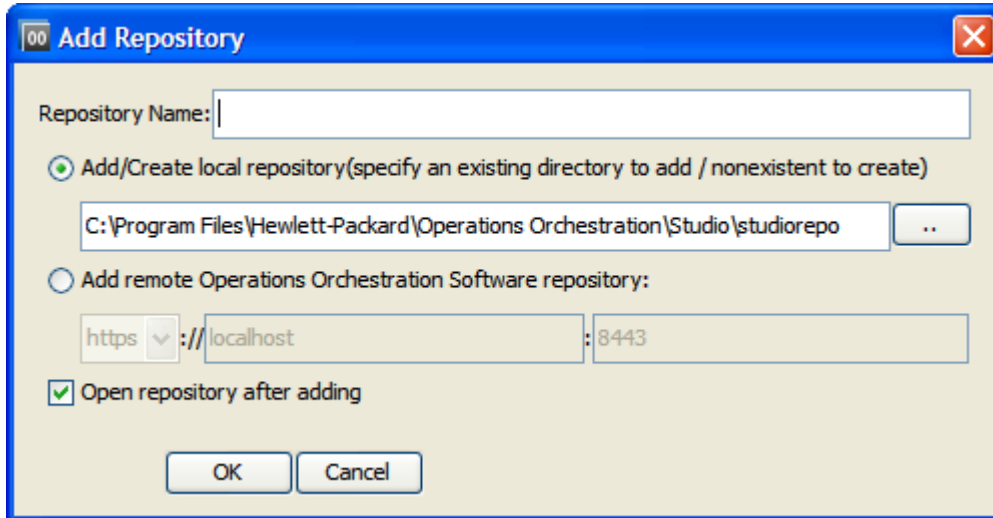 00 Add Repository
Repository Name:
Add/Create local repository(specify an existing directory to add / nonexistent to create)
C:\Program Files\Hewlett-Packard\Operations Orchestration\Studio\studiorepo ..
Add remote Operations Orchestration Software repository:
https :// localhost : 8443
Open repository after adding
OK Cancel